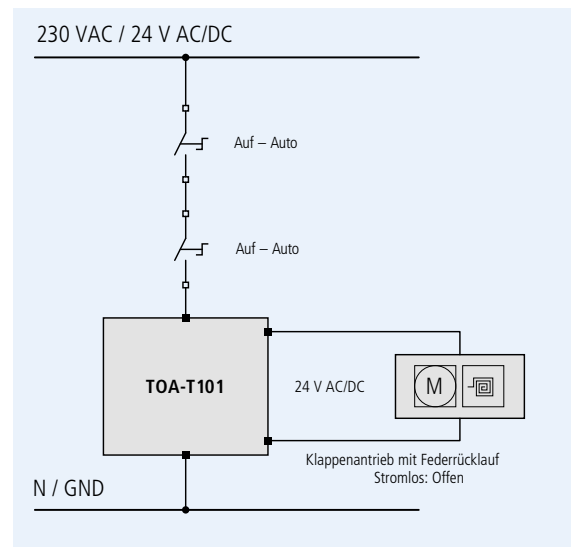 230 VAC / 24 V AC/DC
Auf – Auto
Auf – Auto
TOA-T101
24 V AC/DC
M
Klappenantrieb mit Federrücklauf
Stromlos: Offen
N / GND